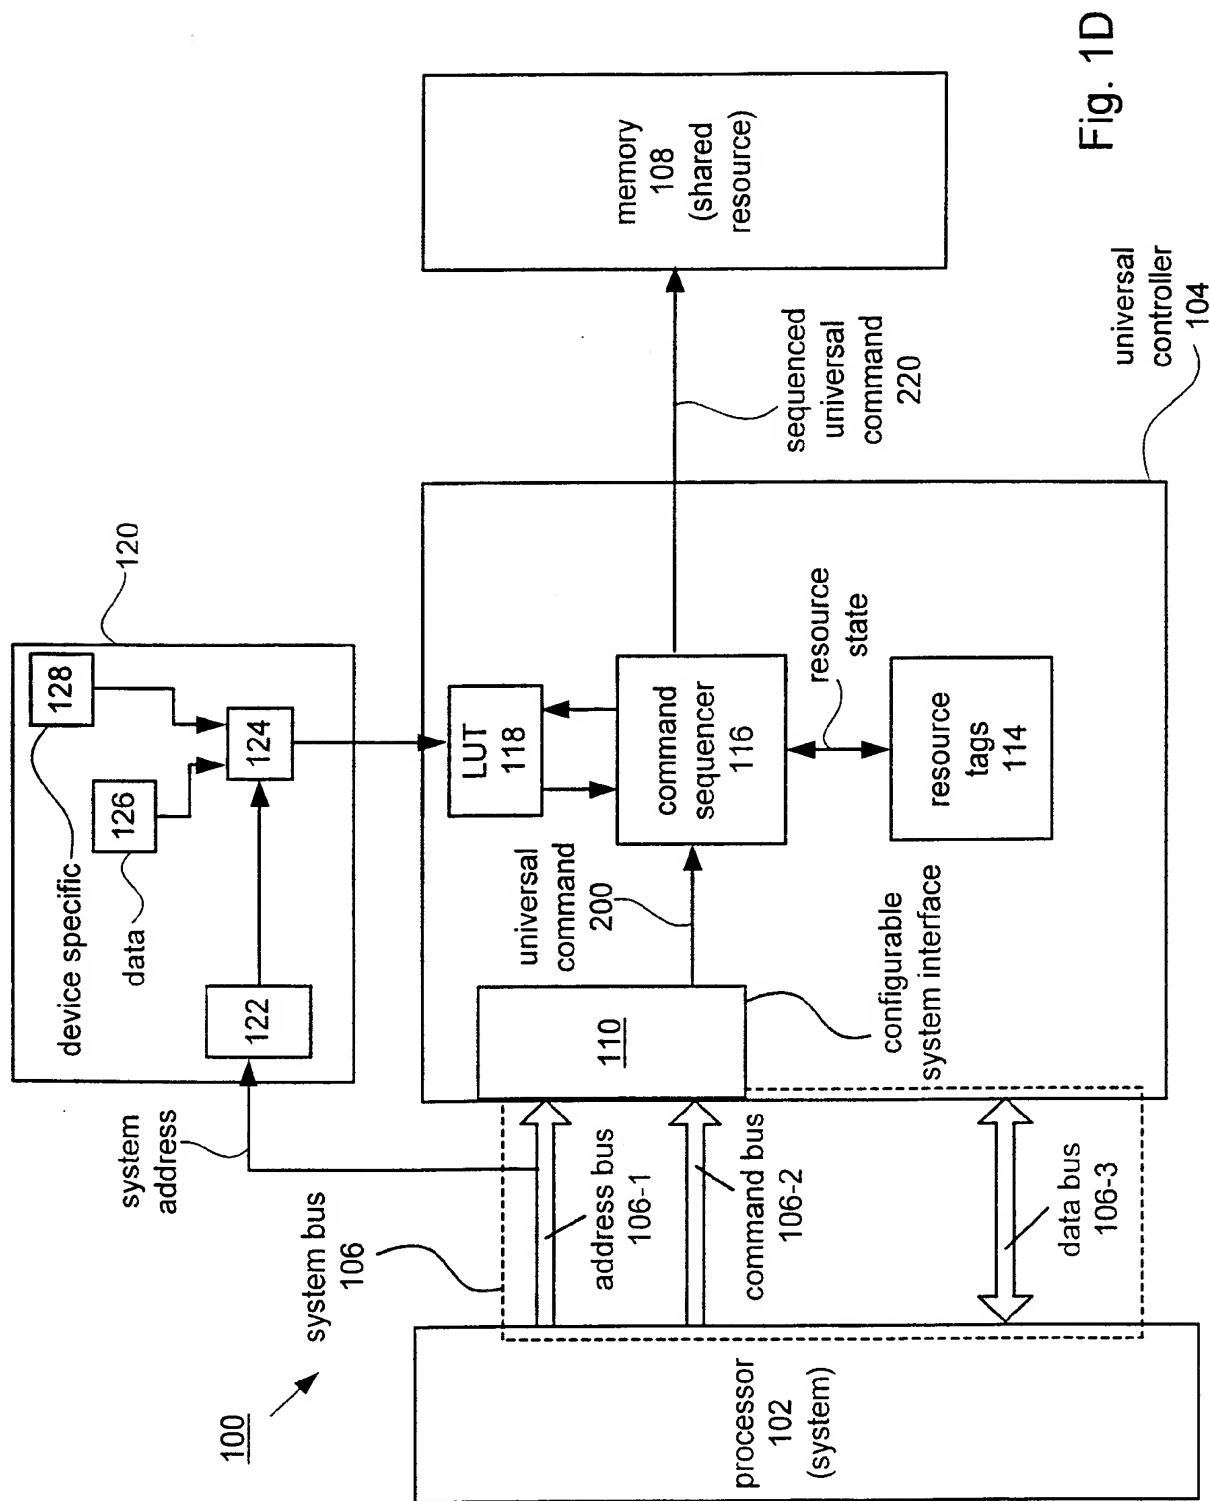 100
processor
102
(system)
system bus
106
address bus
106-1
command bus
106-2
data bus
106-3
system
address
device specific
data
122
126
128
124
120
110
configurable
system interface
universal
command
200
LUT
118
command
sequencer
116
resource
state
resource
tags
114
sequenced
universal
command
220
universal
controller
104
memory
108
(shared
resource)
Fig. 1D